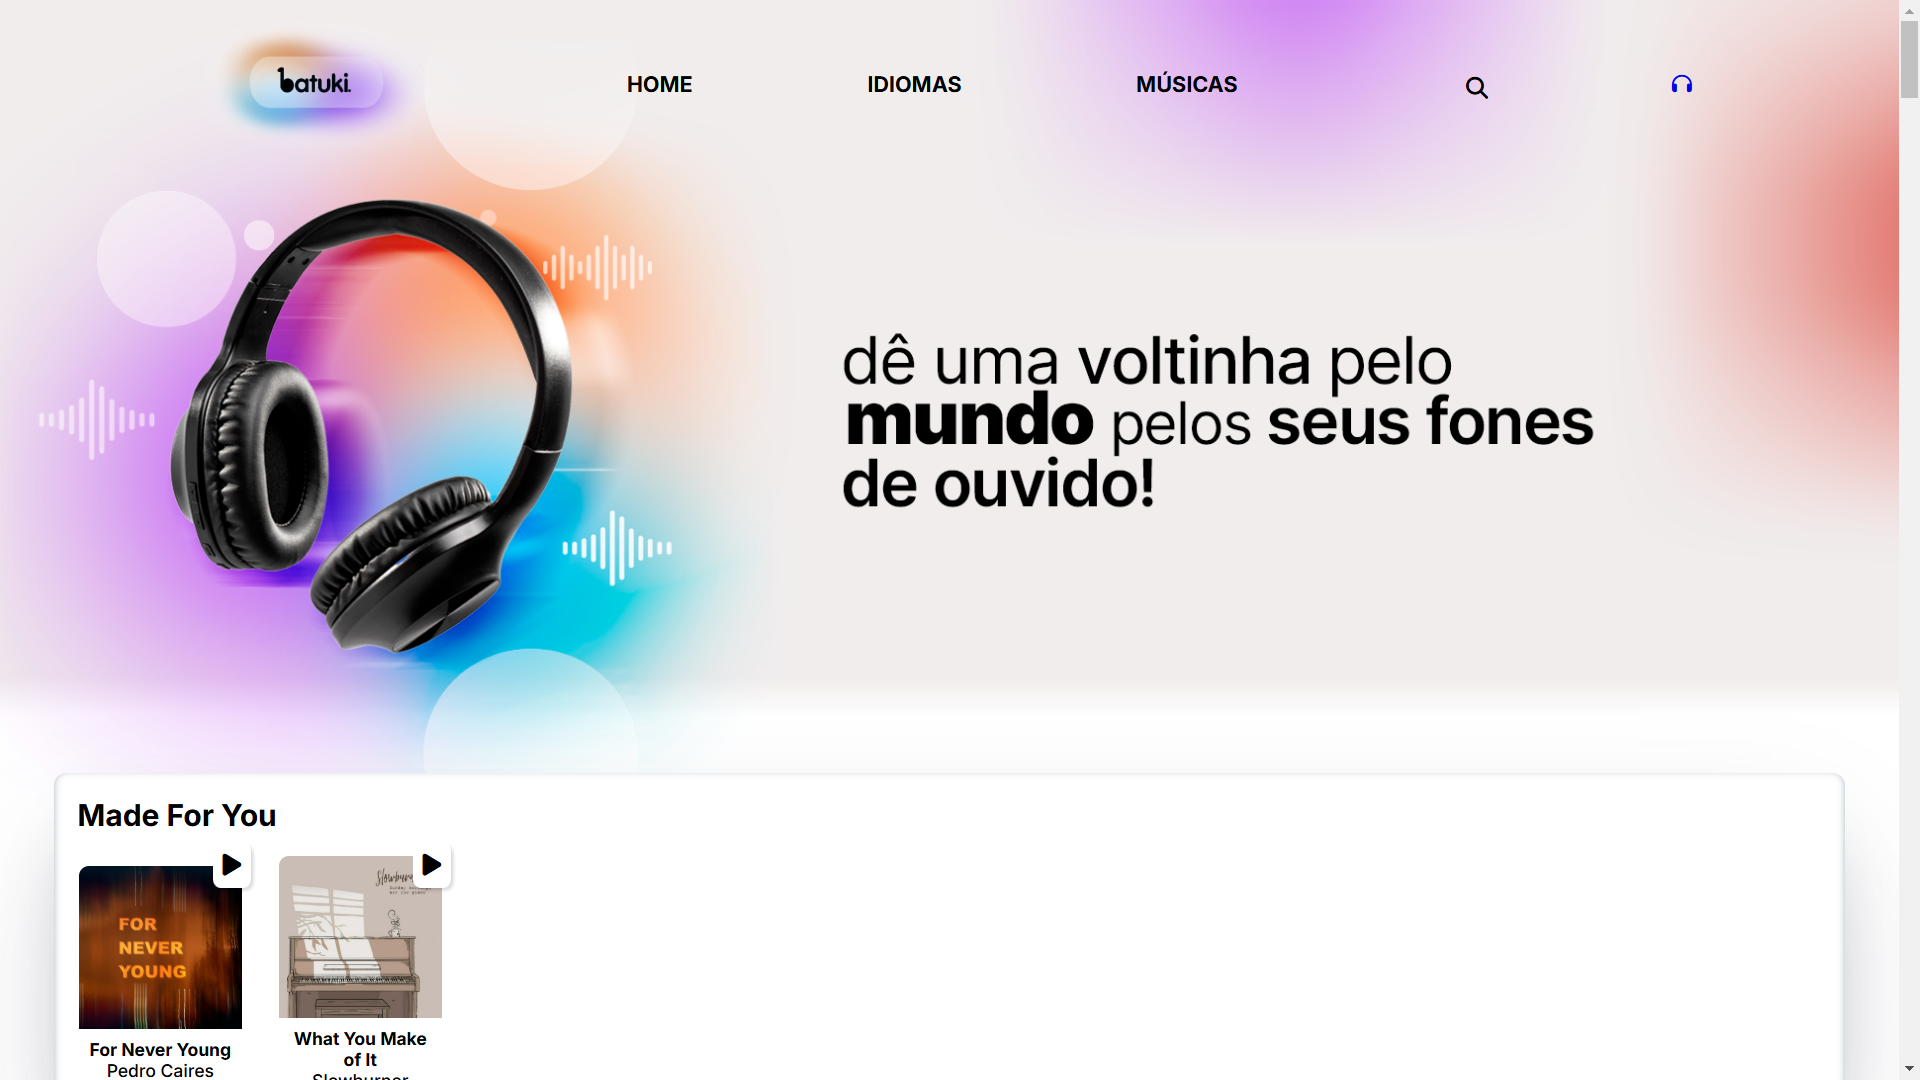 batuki.
HOME
IDIOMAS
MÚSICAS
dê uma voltinha pelo
mundo pelos seus fones
de ouvido!
Made For You
FOR
NEVER
YOUNG
For Never Young
Pedro Caires
What You Make
of It
Slowburner